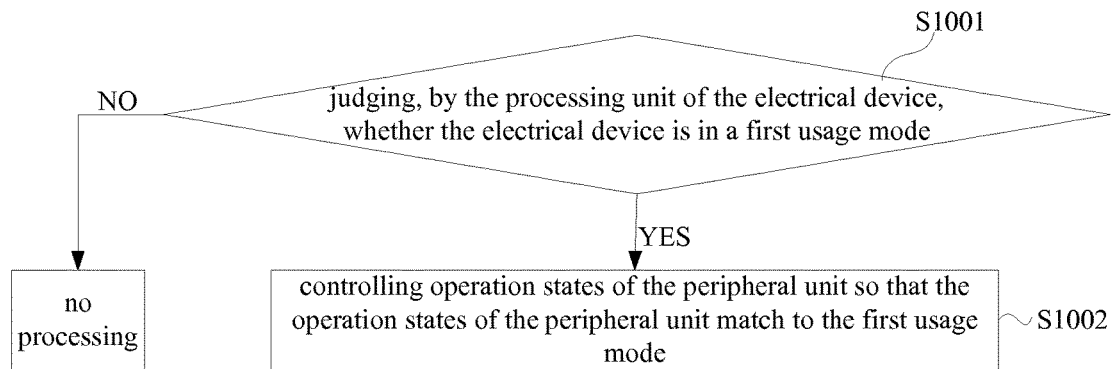 S1001
judging, by the processing unit of the electrical device,
whether the electrical device is in a first usage mode
NO
YES
no
processing
controlling operation states of the peripheral unit so that the
operation states of the peripheral unit match to the first usage
mode
S1002